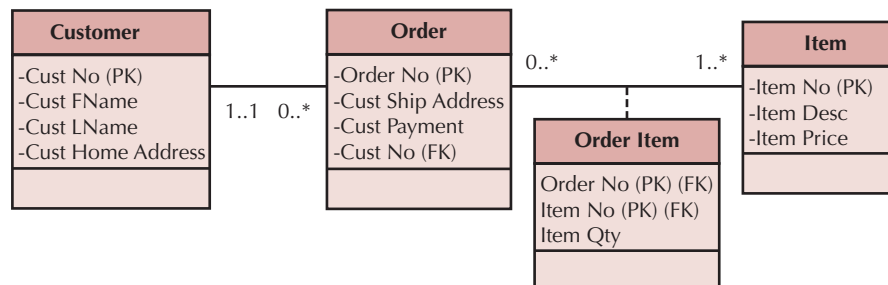 Customer
-Cust No (PK)
-Cust FName
-Cust LName
-Cust Home Address
1..1
0..*
Order
-Order No (PK)
-Cust Ship Address
-Cust Payment
-Cust No (FK)
0..*
1..*
Order Item
Order No (PK) (FK)
Item No (PK) (FK)
Item Qty
Item
-Item No (PK)
-Item Desc
-Item Price